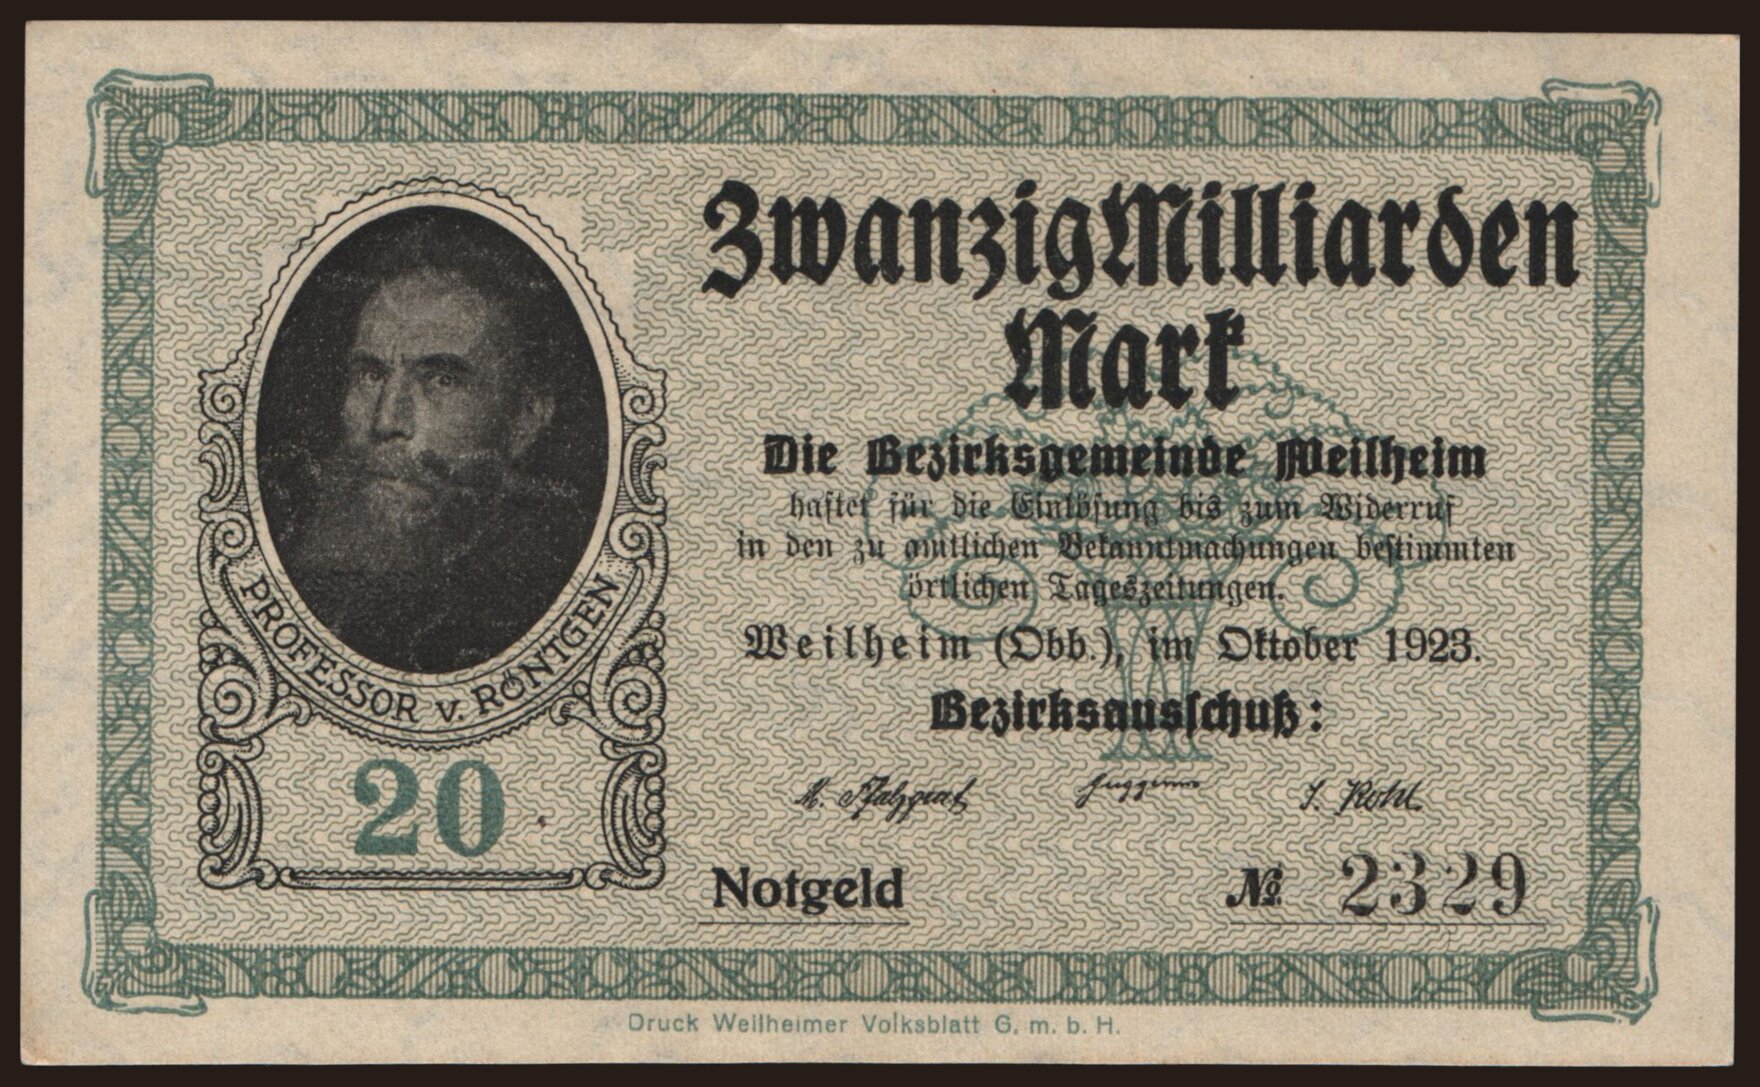 Zwanzig Milliarden
Mark
Die Bezirksgemeinde Weilheim
haftet für die Einlösung bis zum Widerruf
in den zu amtlichen Bekanntmachungen bestimmten
örtlichen Tageszeitungen.
Weilheim (Obb.), im Oktober 1923.
Bezirksausschuß:
PROFESSOR v. RÖNTGEN
20
M. Pfalzgraf
Notgeld
№ 2329
Druck Weilheimer Volksblatt G. m. b. H.